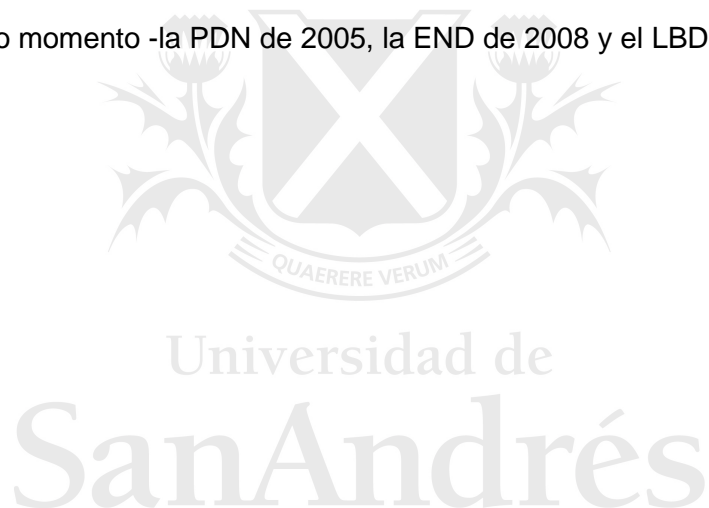 o momento -la PDN de 2005, la END de 2008 y el LBD
QUAERERE VERUM
Universidad de
SanAndrés